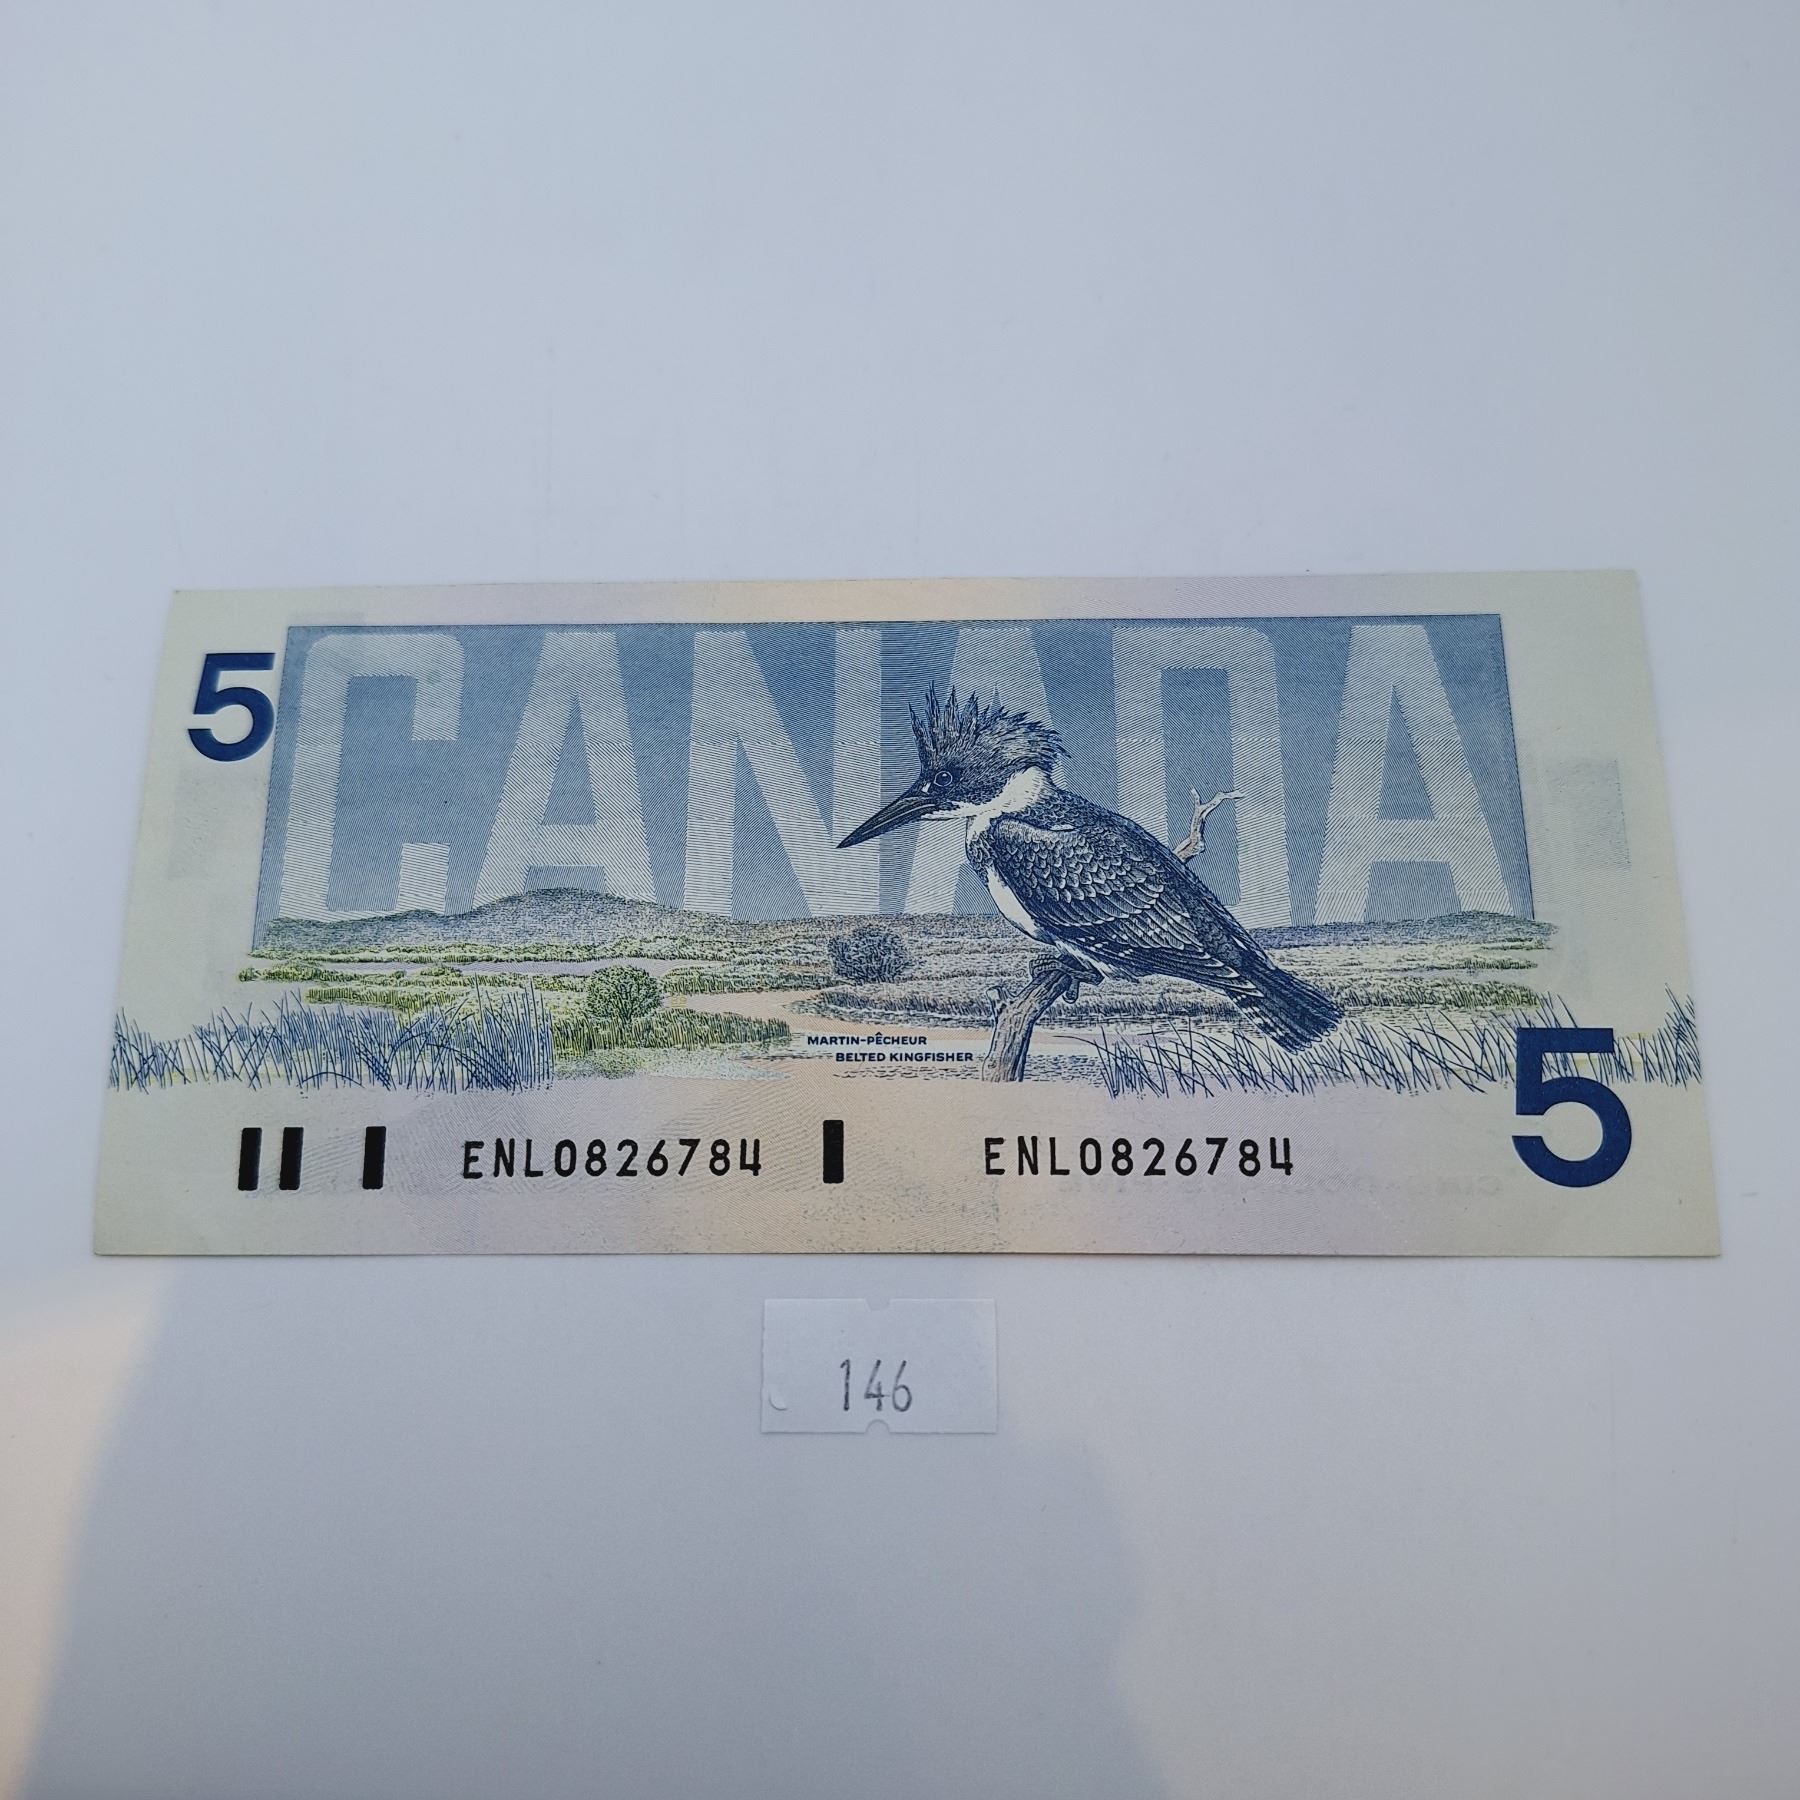 CANADA
5
MARTIN-PÊCHEUR
BELTED KINGFISHER
5
ENL0826784 ENL0826784
146